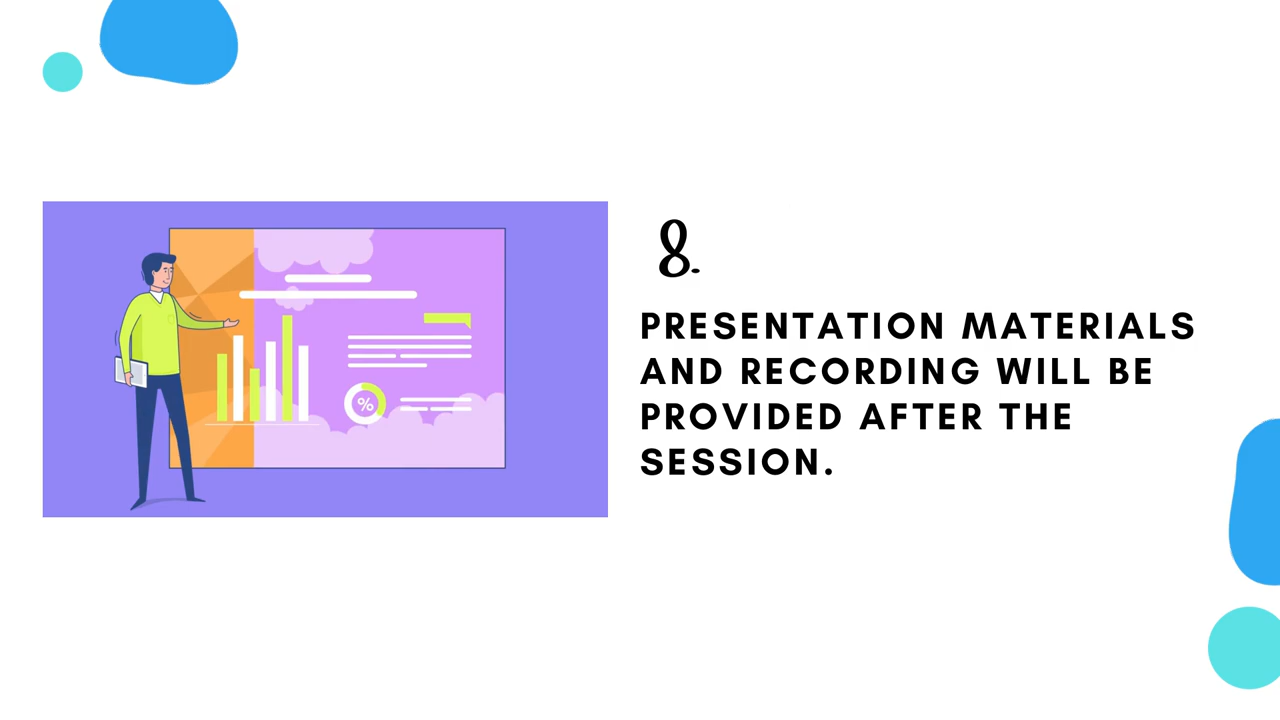 8.
PRESENTATION MATERIALS
AND RECORDING WILL BE
PROVIDED AFTER THE
SESSION.
%